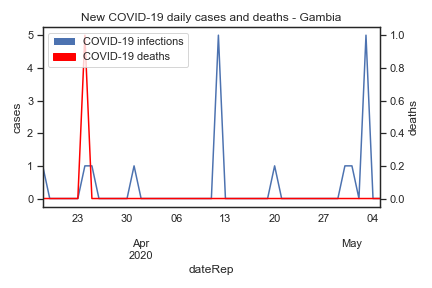 New COVID-19 daily cases and deaths - Gambia
COVID-19 infections
COVID-19 deaths
5
4
3
2
1
0
cases
1.0
0.8
0.6
0.4
0.2
0.0
deaths
23 30 06 13 20 27 04
Apr May
2020
dateRep